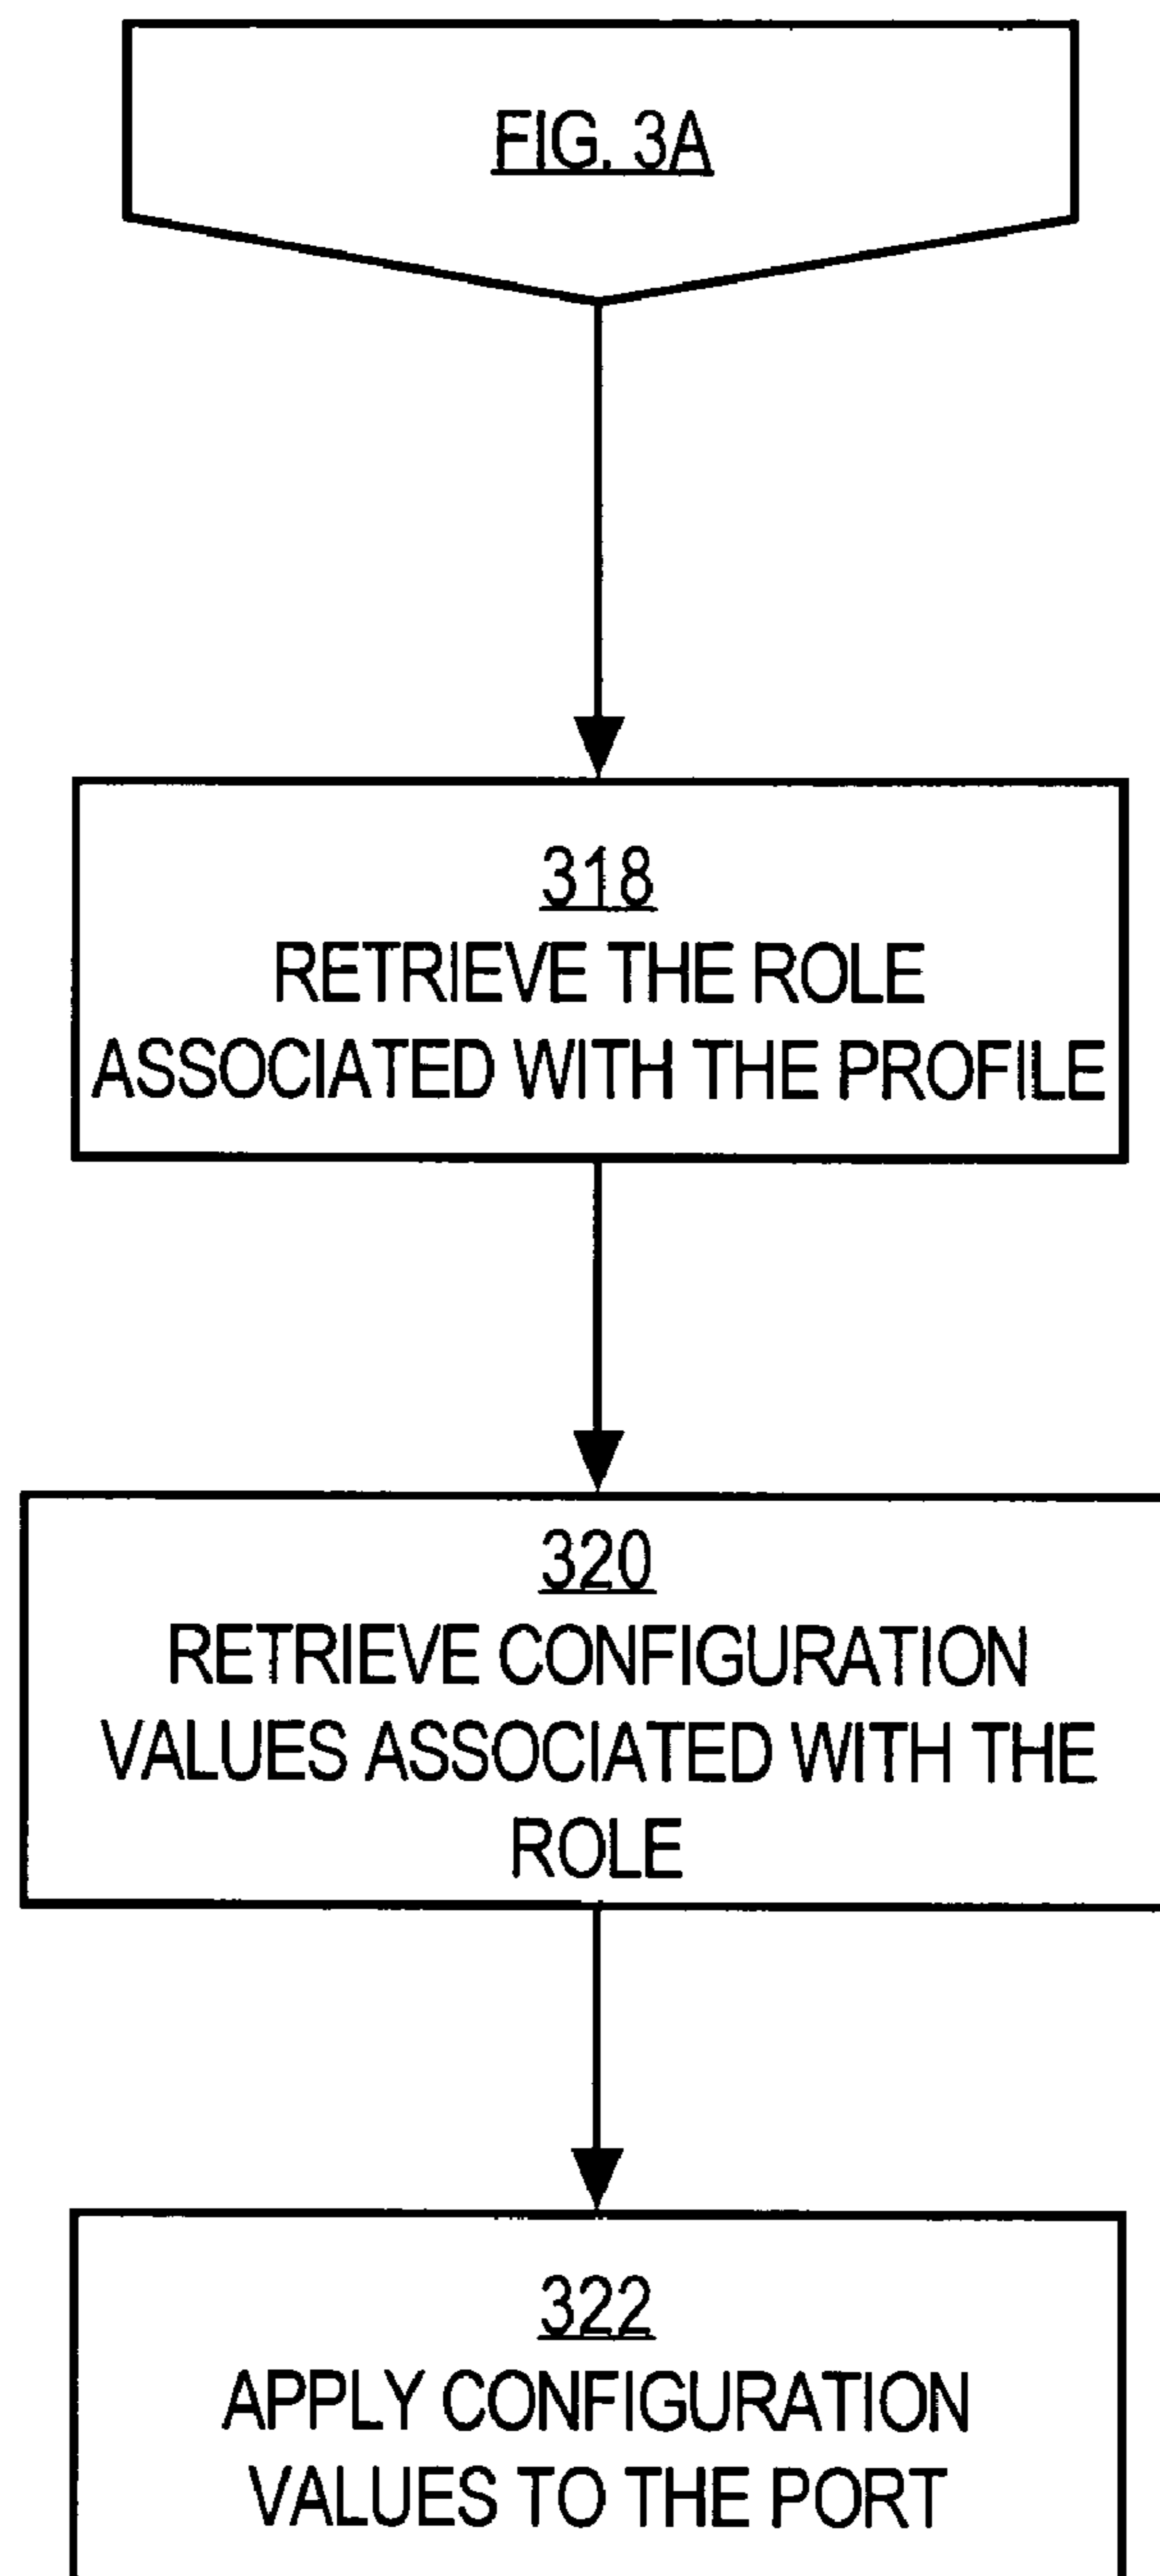 FIG. 3A
318
RETRIEVE THE ROLE
ASSOCIATED WITH THE PROFILE
320
RETRIEVE CONFIGURATION
VALUES ASSOCIATED WITH THE
ROLE
322
APPLY CONFIGURATION
VALUES TO THE PORT